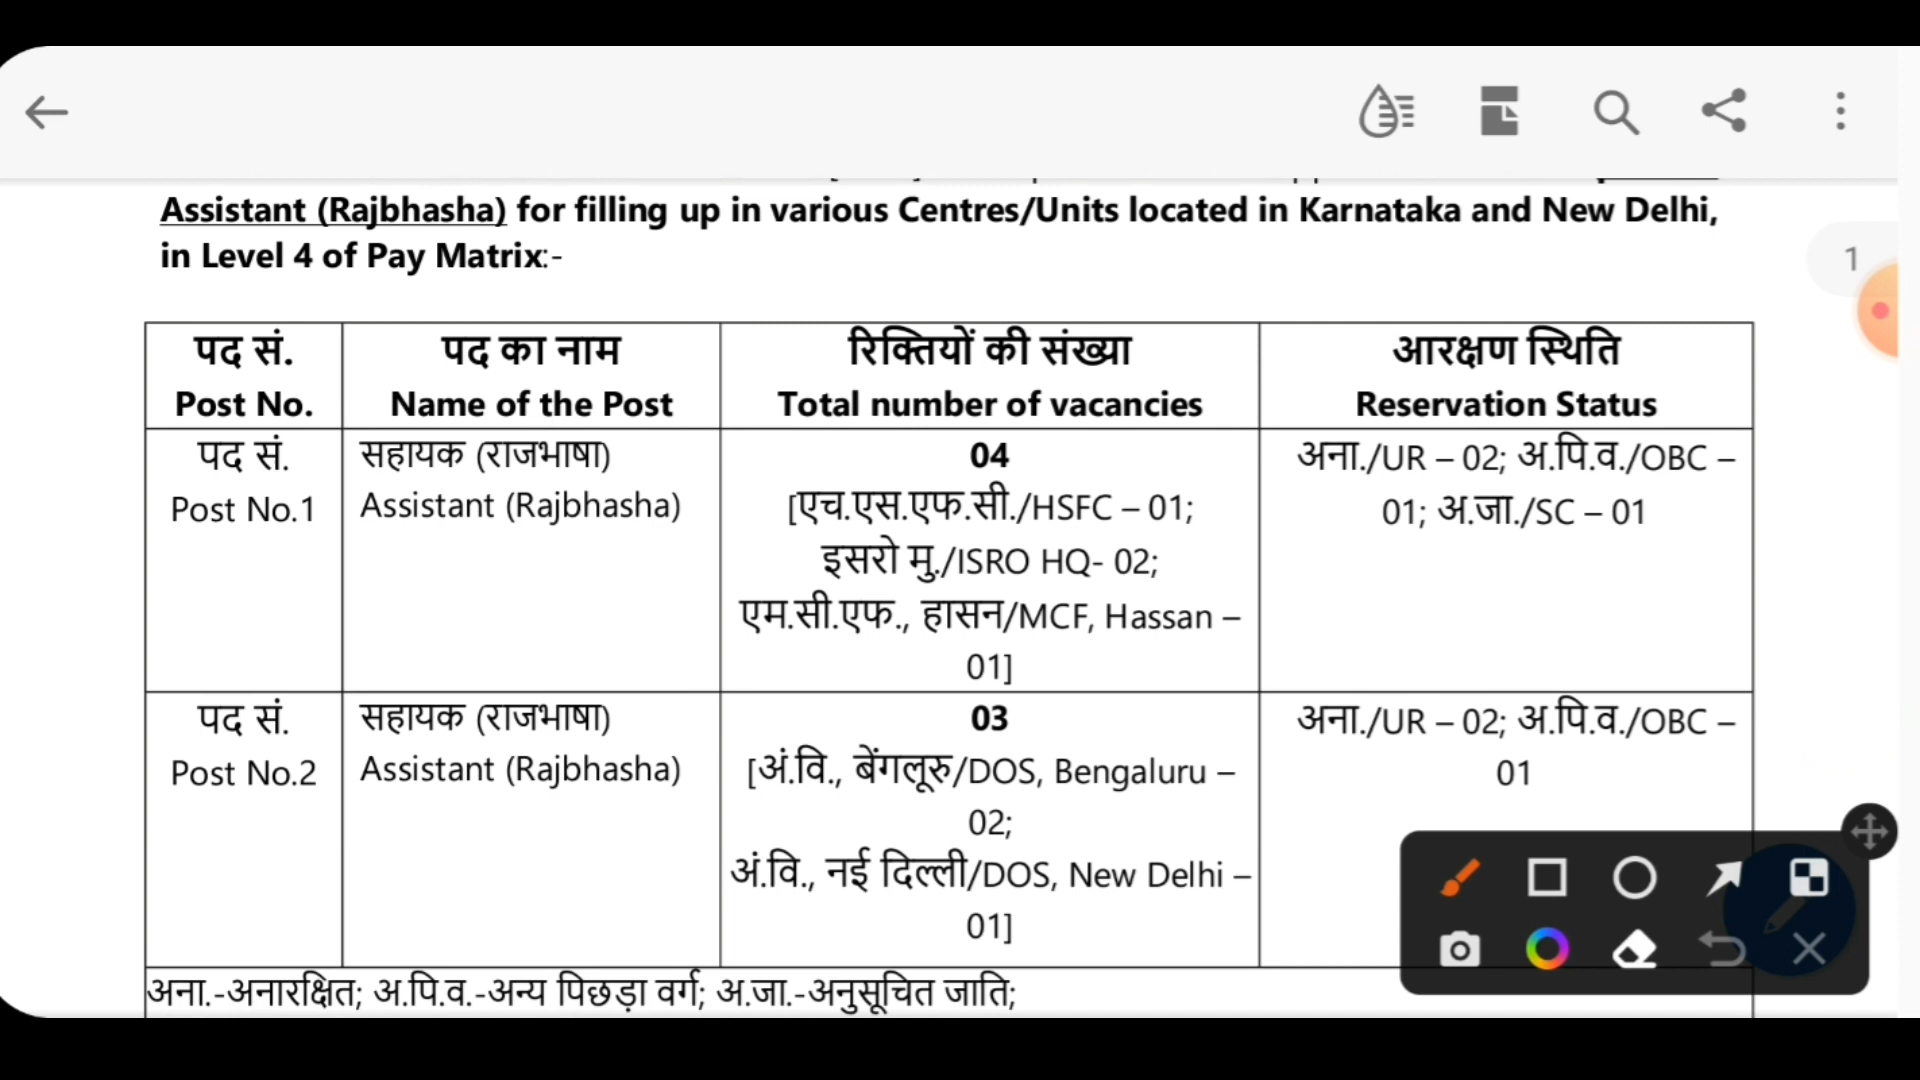 Assistant (Rajbhasha) for filling up in various Centres/Units located in Karnataka and New Delhi,
in Level 4 of Pay Matrix:-
1
पद सं.
Post No.
पद का नाम
Name of the Post
रिक्तियों की संख्या
Total number of vacancies
आरक्षण स्थिति
Reservation Status
पद सं.
Post No.1
सहायक (राजभाषा)
Assistant (Rajbhasha)
04
[एच.एस.एफ.सी./HSFC – 01;
इसरो मु./ISRO HQ- 02;
एम.सी.एफ., हासन/MCF, Hassan –
01]
अना./UR – 02; अ.पि.व./OBC –
01; अ.जा./SC – 01
पद सं.
Post No.2
सहायक (राजभाषा)
Assistant (Rajbhasha)
03
[अं.वि., बेंगलूरु/DOS, Bengaluru –
02;
अं.वि., नई दिल्ली/DOS, New Delhi –
01]
अना./UR – 02; अ.पि.व./OBC –
01
अना.-अनारक्षित; अ.पि.व.-अन्य पिछड़ा वर्ग; अ.जा.-अनुसूचित जाति;